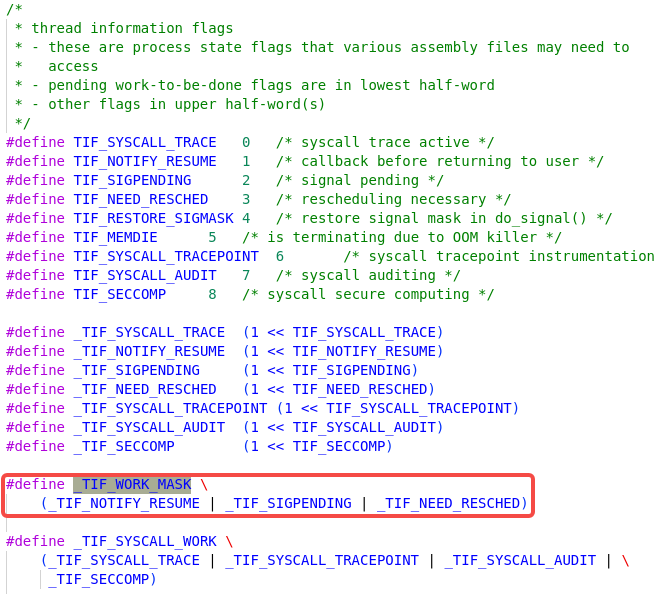 /*
 * thread information flags
 * - these are process state flags that various assembly files may need to
 *   access
 * - pending work-to-be-done flags are in lowest half-word
 * - other flags in upper half-word(s)
 */
#define TIF_SYSCALL_TRACE   0   /* syscall trace active */
#define TIF_NOTIFY_RESUME   1   /* callback before returning to user */
#define TIF_SIGPENDING      2   /* signal pending */
#define TIF_NEED_RESCHED    3   /* rescheduling necessary */
#define TIF_RESTORE_SIGMASK 4   /* restore signal mask in do_signal() */
#define TIF_MEMDIE      5   /* is terminating due to OOM killer */
#define TIF_SYSCALL_TRACEPOINT  6       /* syscall tracepoint instrumentation
#define TIF_SYSCALL_AUDIT   7   /* syscall auditing */
#define TIF_SECCOMP     8   /* syscall secure computing */

#define _TIF_SYSCALL_TRACE  (1 << TIF_SYSCALL_TRACE)
#define _TIF_NOTIFY_RESUME  (1 << TIF_NOTIFY_RESUME)
#define _TIF_SIGPENDING     (1 << TIF_SIGPENDING)
#define _TIF_NEED_RESCHED   (1 << TIF_NEED_RESCHED)
#define _TIF_SYSCALL_TRACEPOINT (1 << TIF_SYSCALL_TRACEPOINT)
#define _TIF_SYSCALL_AUDIT  (1 << TIF_SYSCALL_AUDIT)
#define _TIF_SECCOMP        (1 << TIF_SECCOMP)

#define _TIF_WORK_MASK \
    (_TIF_NOTIFY_RESUME | _TIF_SIGPENDING | _TIF_NEED_RESCHED)

#define _TIF_SYSCALL_WORK \
    (_TIF_SYSCALL_TRACE | _TIF_SYSCALL_TRACEPOINT | _TIF_SYSCALL_AUDIT | \
     _TIF_SECCOMP)